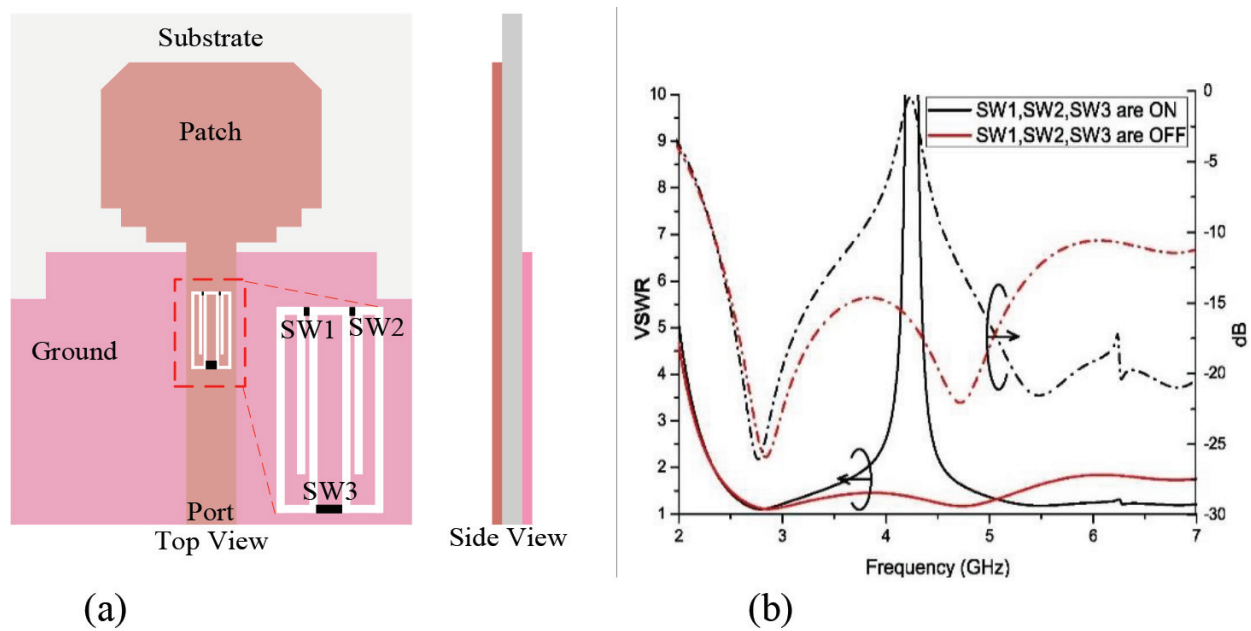 Substrate
Patch
Ground
SW1
SW2
SW3
Port
Top View
Side View
(a)
SW1,SW2,SW3 are ON
SW1,SW2,SW3 are OFF
10
9
8
7
6
5
4
3
2
1
VSWR
0
-5
-10
-15
-20
-25
-30
dB
2
3
4
5
6
7
Frequency (GHz)
(b)